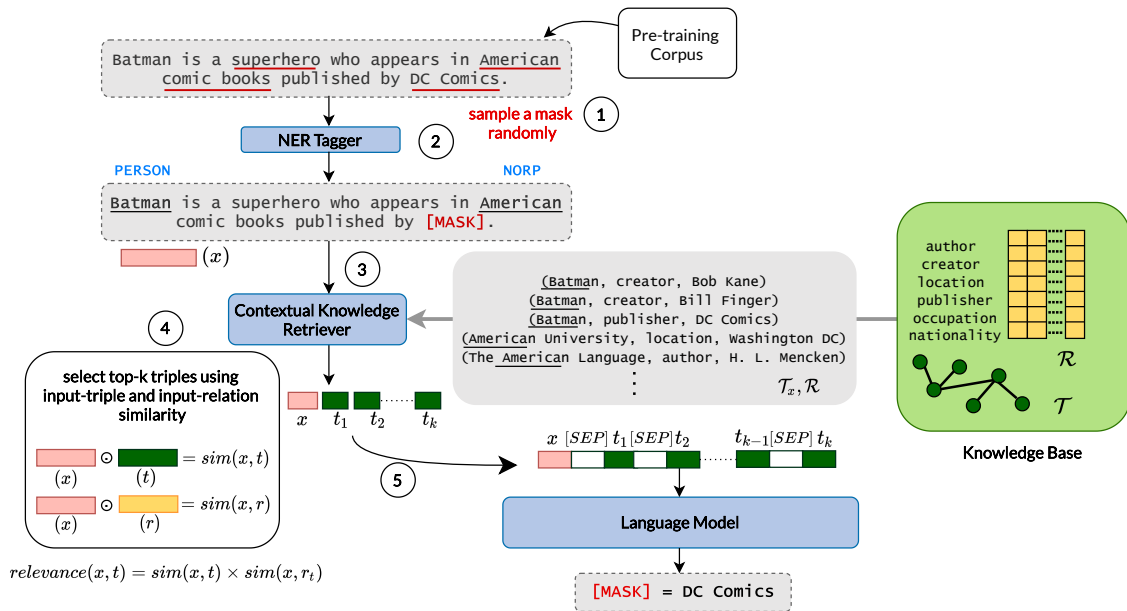 Pre-training
Corpus
Batman is a superhero who appears in American
comic books published by DC Comics.
sample a mask
randomly
1
NER Tagger
2
PERSON
NORP
Batman is a superhero who appears in American
comic books published by [MASK].
(x)
3
Contextual Knowledge
Retriever
(Batman, creator, Bob Kane)
(Batman, creator, Bill Finger)
(Batman, publisher, DC Comics)
(American University, location, Washington DC)
(The American Language, author, H. L. Mencken)
⋮
𝒯ₓ, ℛ
author
creator
location
publisher
occupation
nationality
ℛ
𝒯
Knowledge Base
4
select top-k triples using
input-triple and input-relation
similarity
⊙ = sim(x, t)
(x) (t)
⊙ = sim(x, r)
(x) (r)
relevance(x, t) = sim(x, t) × sim(x, rₜ)
x t₁ t₂ tₖ
5
x [SEP] t₁ [SEP] t₂ tₖ₋₁ [SEP] tₖ
Language Model
[MASK] = DC Comics